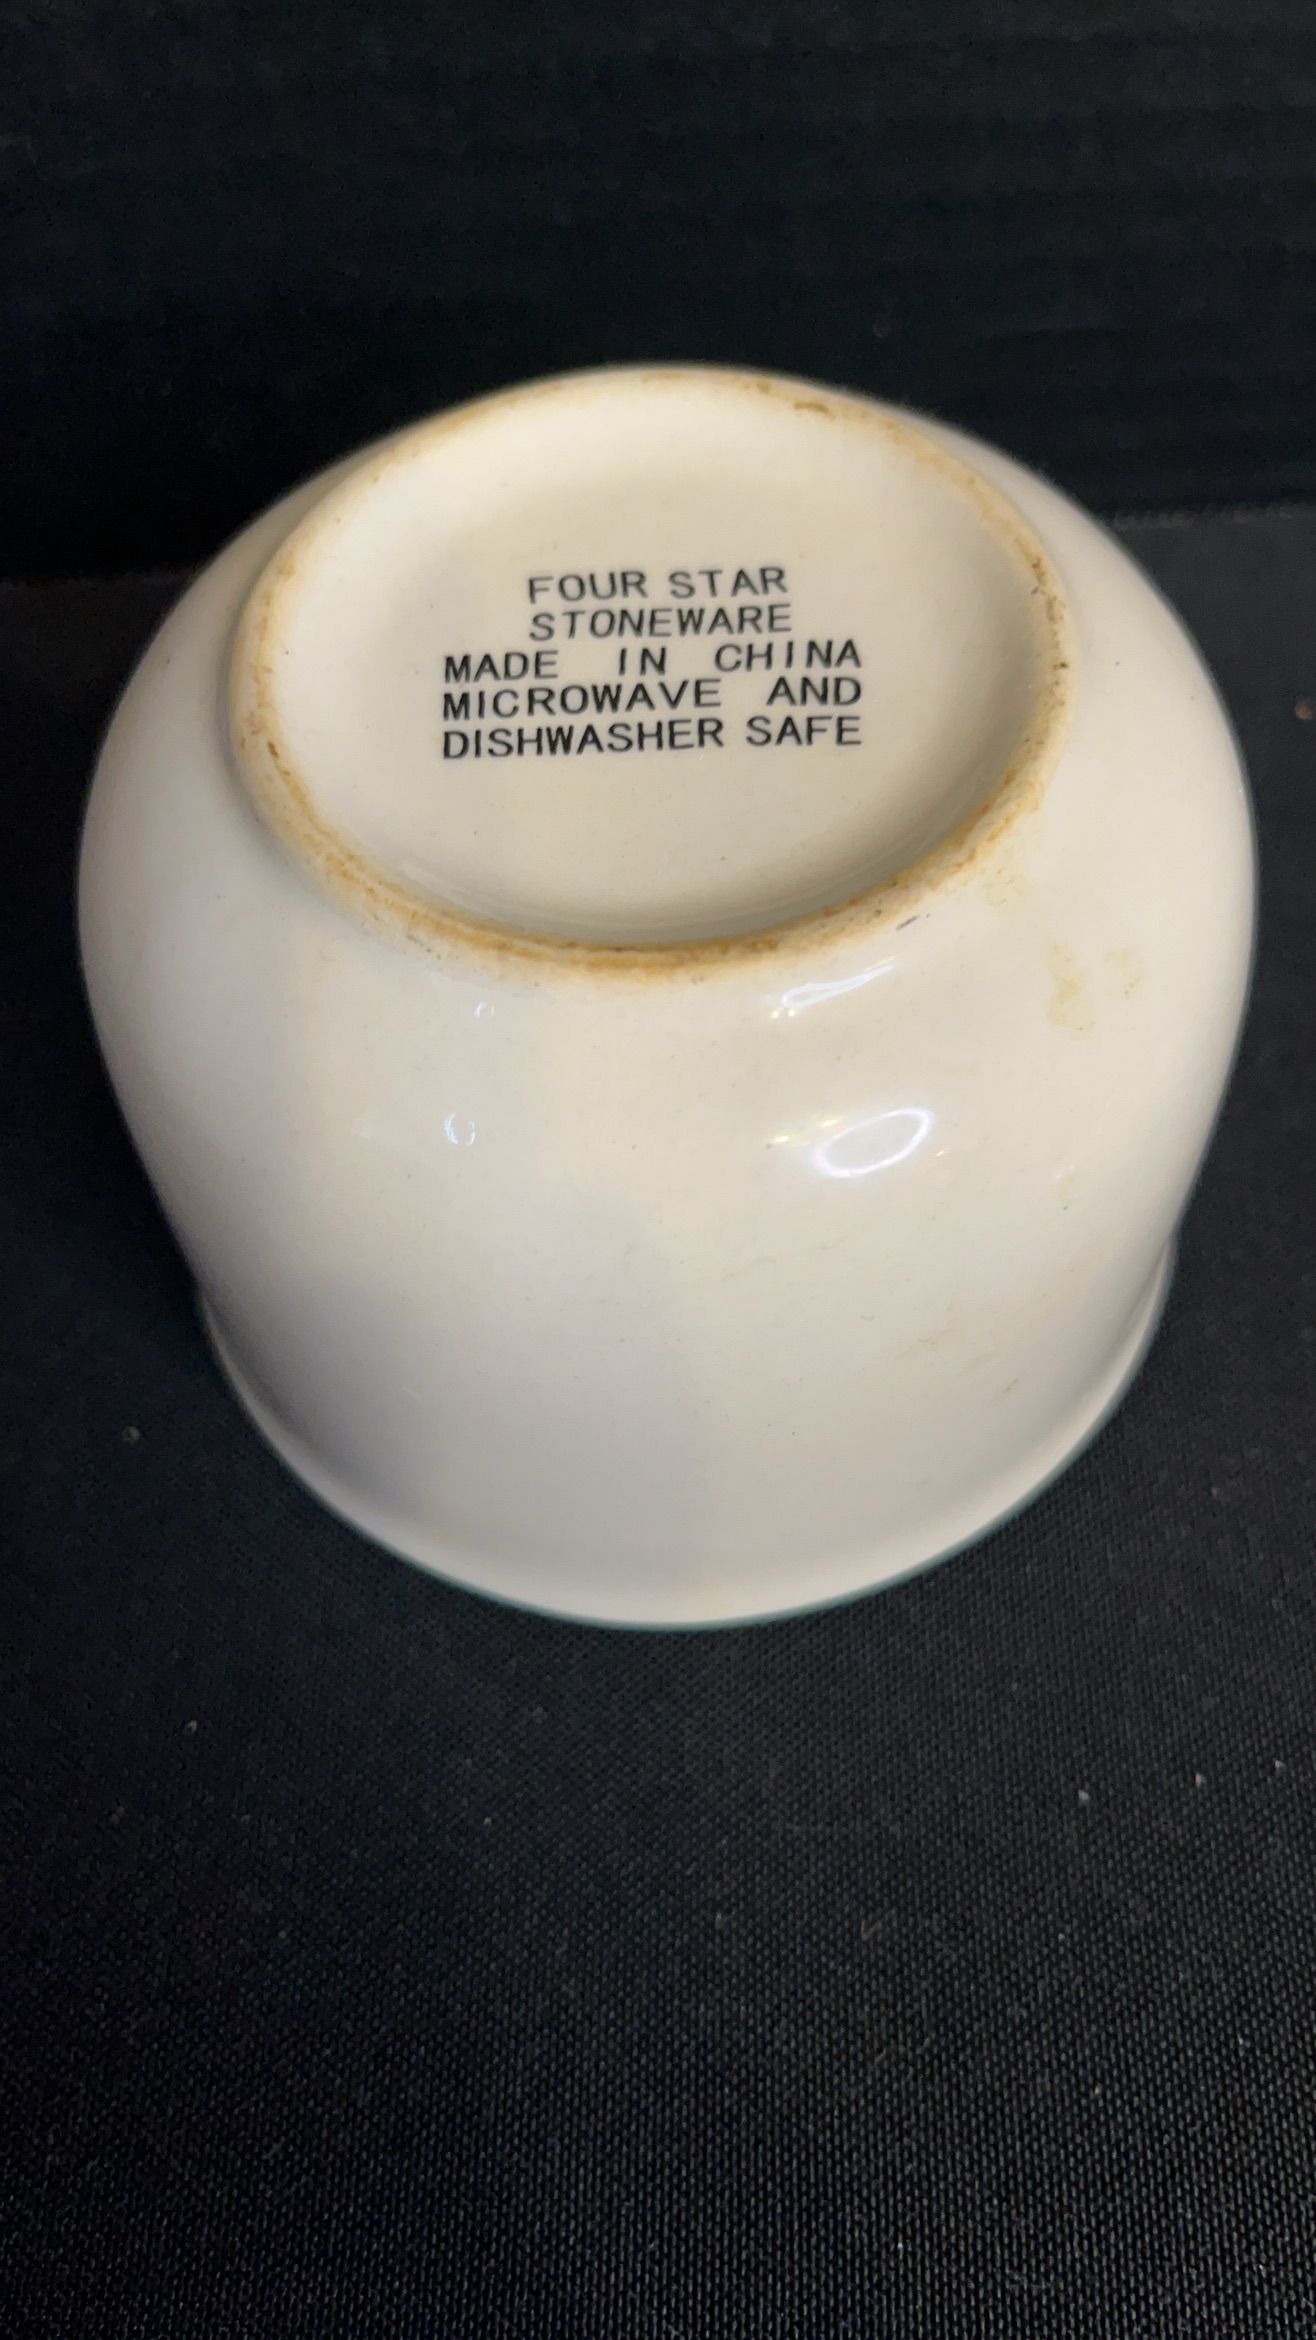 FOUR STAR
STONEWARE
MADE IN CHINA
MICROWAVE AND
DISHWASHER SAFE